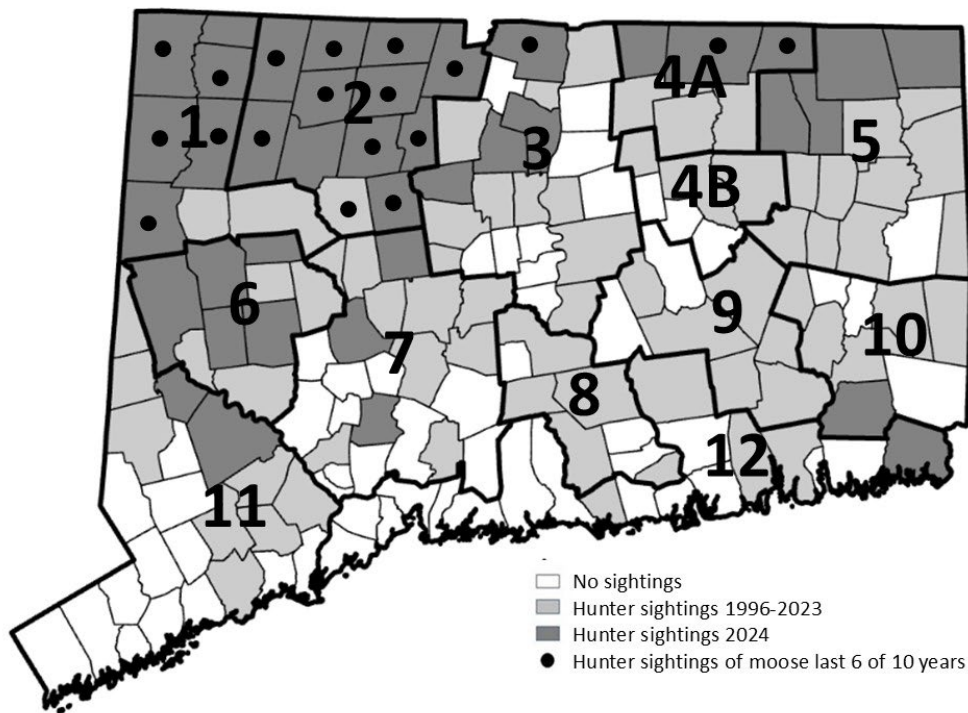 1
2
3
4A
4B
5
6
7
8
9
10
11
12
No sightings
Hunter sightings 1996-2023
Hunter sightings 2024
Hunter sightings of moose last 6 of 10 years